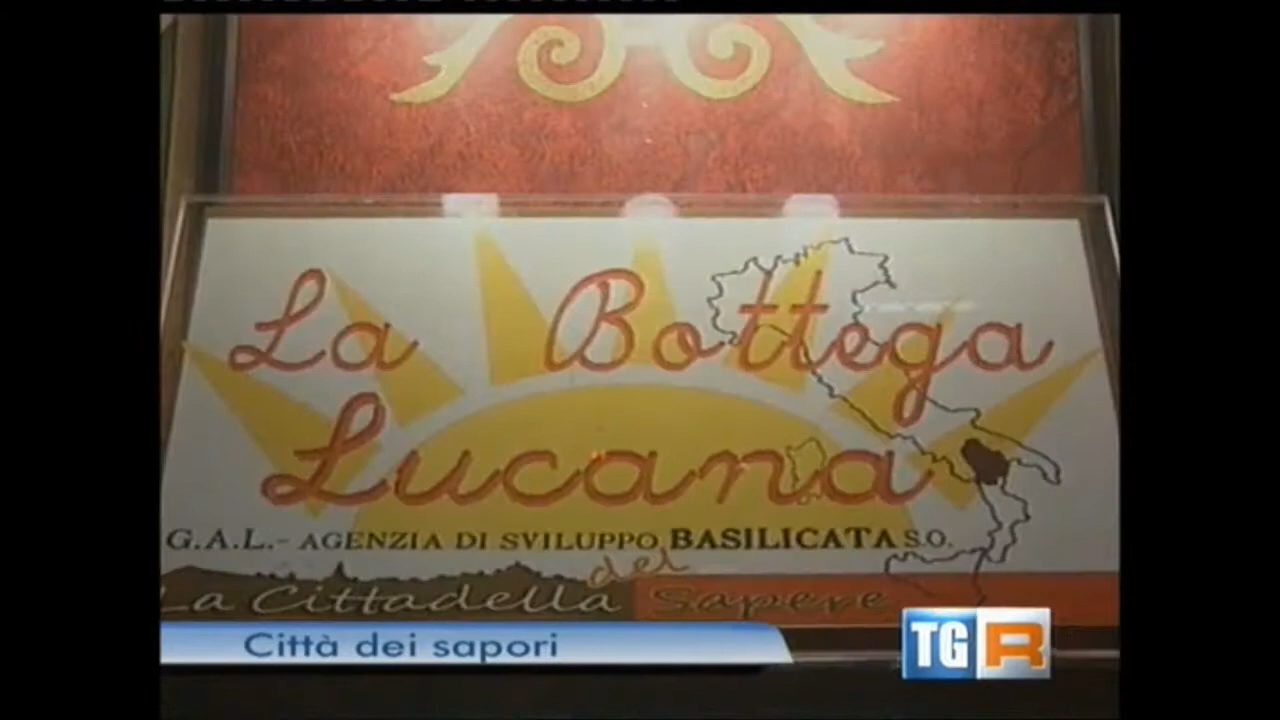 La Bottega
Lucana
G.A.L.- AGENZIA DI SVILUPPO BASILICATA S.O.
La Cittadella del Sapere
Città dei sapori
TGR